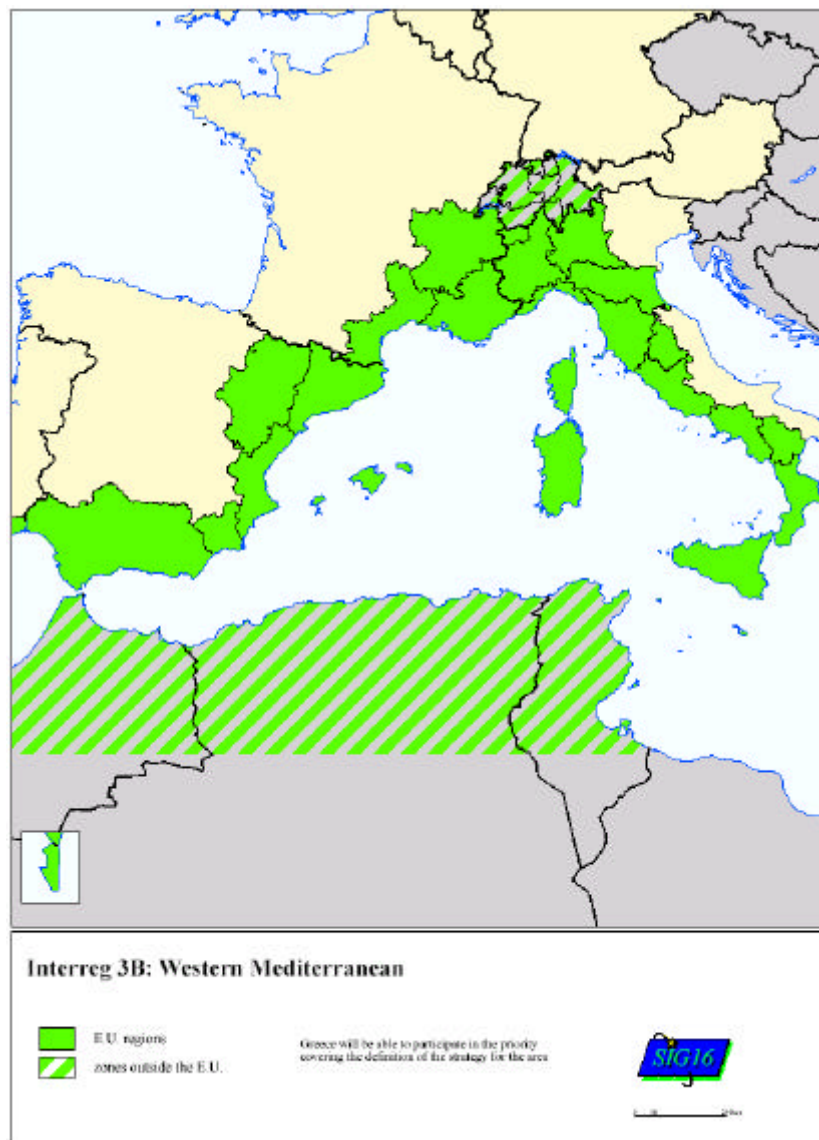 Interreg 3B: Western Mediterranean
E.U. regions
zones outside the E.U.
Greece will be able to participate in the priority
covering the definition of the strategy for the area
SIG16
0